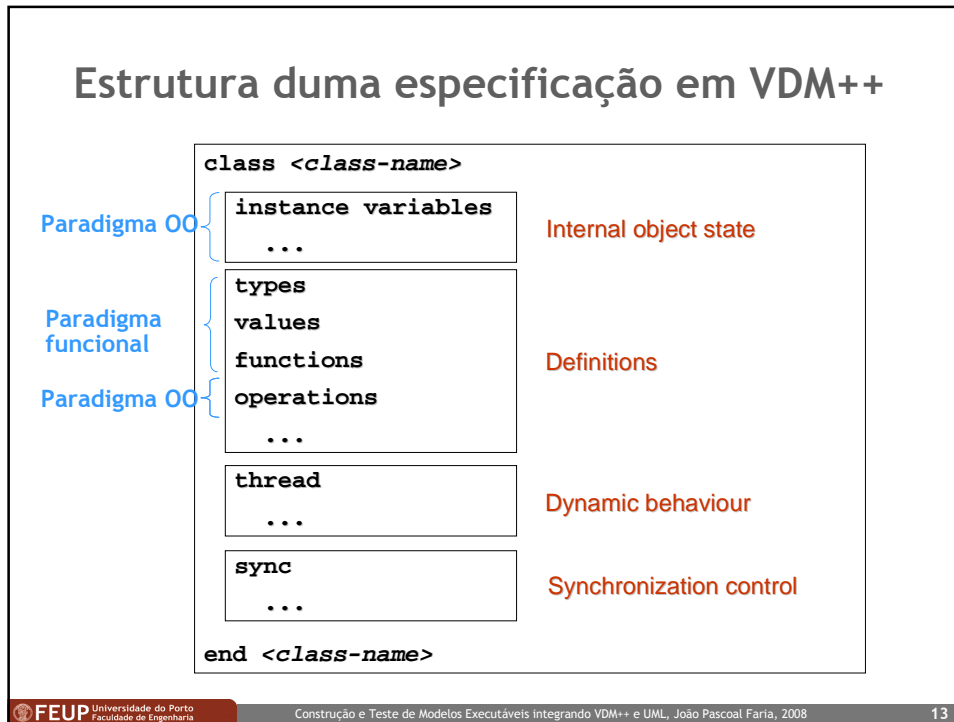 Estrutura duma especificação em VDM++
class <class-name>
Paradigma OO
instance variables
...
Internal object state
Paradigma
funcional
types
values
functions
Definitions
Paradigma OO
operations
...
thread
...
Dynamic behaviour
sync
...
Synchronization control
end <class-name>
FEUP Universidade do Porto
Faculdade de Engenharia
Construção e Teste de Modelos Executáveis integrando VDM++ e UML, João Pascoal Faria, 2008
13